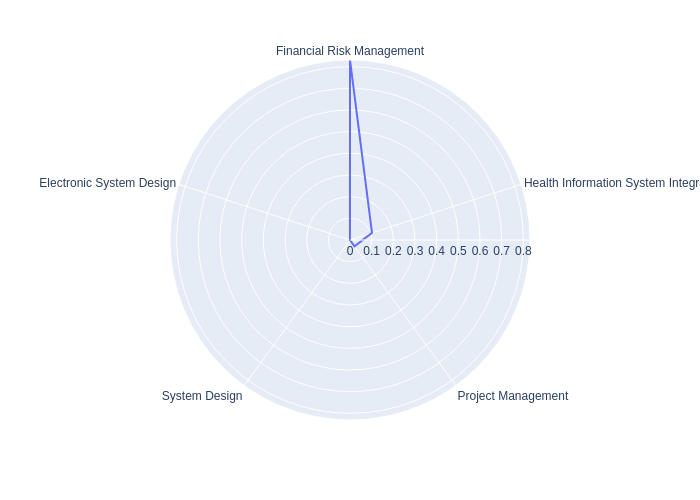 Financial Risk Management
Electronic System Design
Health Information System Integr
0 0.1 0.2 0.3 0.4 0.5 0.6 0.7 0.8
System Design
Project Management